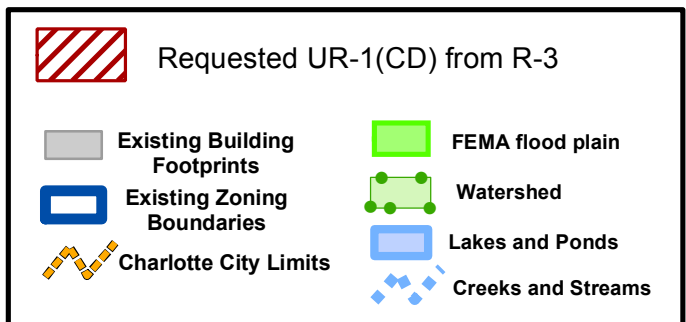 Requested UR-1(CD) from R-3
Existing Building
Footprints
Existing Zoning
Boundaries
Charlotte City Limits
FEMA flood plain
Watershed
Lakes and Ponds
Creeks and Streams